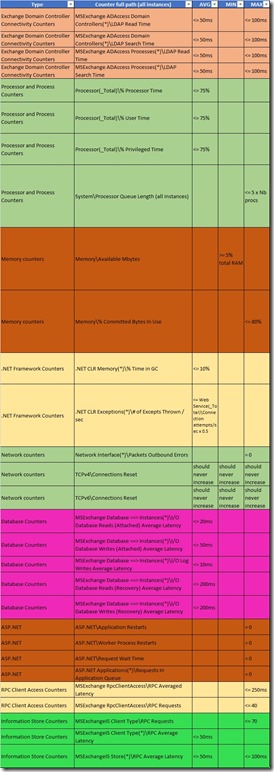 Type Counter full path (all instances) AVG MIN MAX
Exchange Domain Controller MSExchange ADAccess Domain <= 50ms <= 100ms
Connectivity Counters Controllers(*)\LDAP Read Time
Exchange Domain Controller MSExchange ADAccess Domain <= 50ms <= 100ms
Connectivity Counters Controllers(*)\LDAP Search Time
Exchange Domain Controller MSExchange ADAccess Processes(*)\LDAP Read <= 50ms <= 100ms
Connectivity Counters Time
Exchange Domain Controller MSExchange ADAccess Processes(*)\LDAP <= 50ms <= 100ms
Connectivity Counters Search Time
Processor and Process Processor(_Total)\% Processor Time <= 75%
Counters
Processor and Process Processor(_Total)\% User Time <= 75%
Counters
Processor and Process Processor(_Total)\% Privileged Time <= 75%
Counters
Processor and Process System\Processor Queue Length (all instances) <= 5 x Nb
Counters procs
Memory counters Memory\Available Mbytes >= 5%
total RAM
Memory counters Memory\% Committed Bytes In Use <= 80%
.NET Framework Counters .NET CLR Memory(*)\% Time in GC <= 10%
.NET Framework Counters .NET CLR Exceptions(*)\# of Excepts Thrown /
sec
<= Web
Service(_To
tal)\Connection
attempts/s
ec x 0.5
Network counters Network Interface(*)\Packets Outbound Errors = 0
Network counters TCPv4\Connections Reset should never increase should never increase should never increase
Network counters TCPv6\Connections Reset should never increase should never increase should never increase
Database Counters MSExchange Database ==> Instances(*)\I/O <= 20ms
Database Reads (Attached) Average Latency
Database Counters MSExchange Database ==> Instances(*)\I/O <= 50ms
Database Writes (Attached) Average Latency
Database Counters MSExchange Database ==> Instances(*)\I/O Log <= 10ms
Writes Average Latency
Database Counters MSExchange Database ==> Instances(*)\I/O <= 200ms
Database Reads (Recovery) Average Latency
Database Counters MSExchange Database ==> Instances(*)\I/O <= 200ms
Database Writes (Recovery) Average Latency
ASP.NET ASP.NET\Application Restarts = 0
ASP.NET ASP.NET\Worker Process Restarts = 0
ASP.NET ASP.NET\Request Wait Time = 0
ASP.NET ASP.NET Applications(*)\Requests In = 0
Application Queue
RPC Client Access Counters MSExchange RpcClientAccess\RPC Averaged <= 250ms
Latency
RPC Client Access Counters MSExchange RpcClientAccess\RPC Requests <= 40
Information Store Counters MSExchangeIS Client Type\RPC Requests <= 70
Information Store Counters MSExchangeIS Client Type(*)\RPC Average <= 50ms
Latency
Information Store Counters MSExchangeIS Store(*)\RPC Average Latency <= 50ms <= 100ms